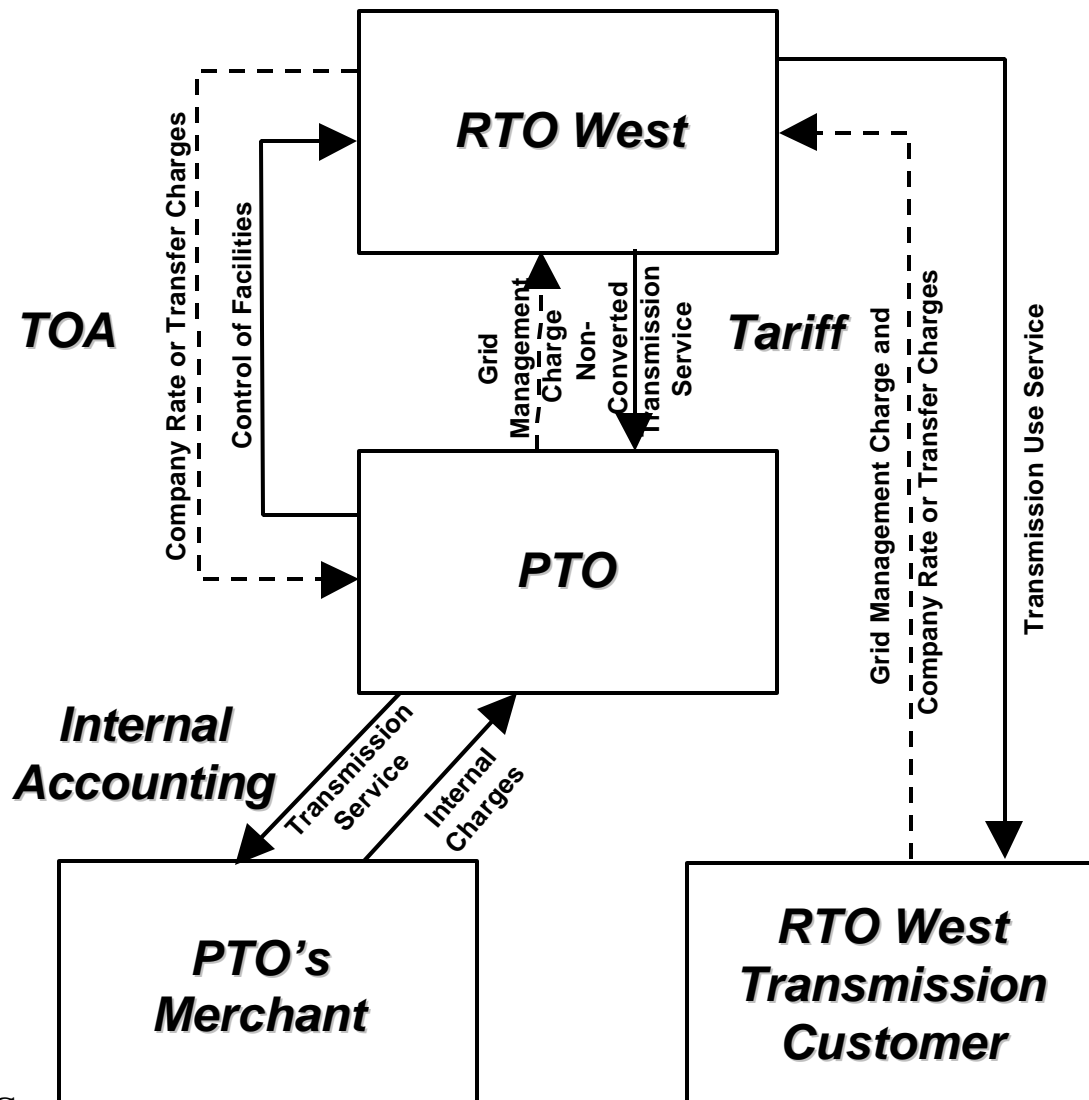 RTO West
Company Rate or Transfer Charges
Control of Facilities
TOA
Grid
Management
Charge
Non-
Converted
Transmission
Service
Tariff
Grid Management Charge and
Company Rate or Transfer Charges
Transmission Use Service
PTO
Internal
Accounting
Transmission
Service
Internal
Charges
PTO’s
Merchant
RTO West
Transmission
Customer